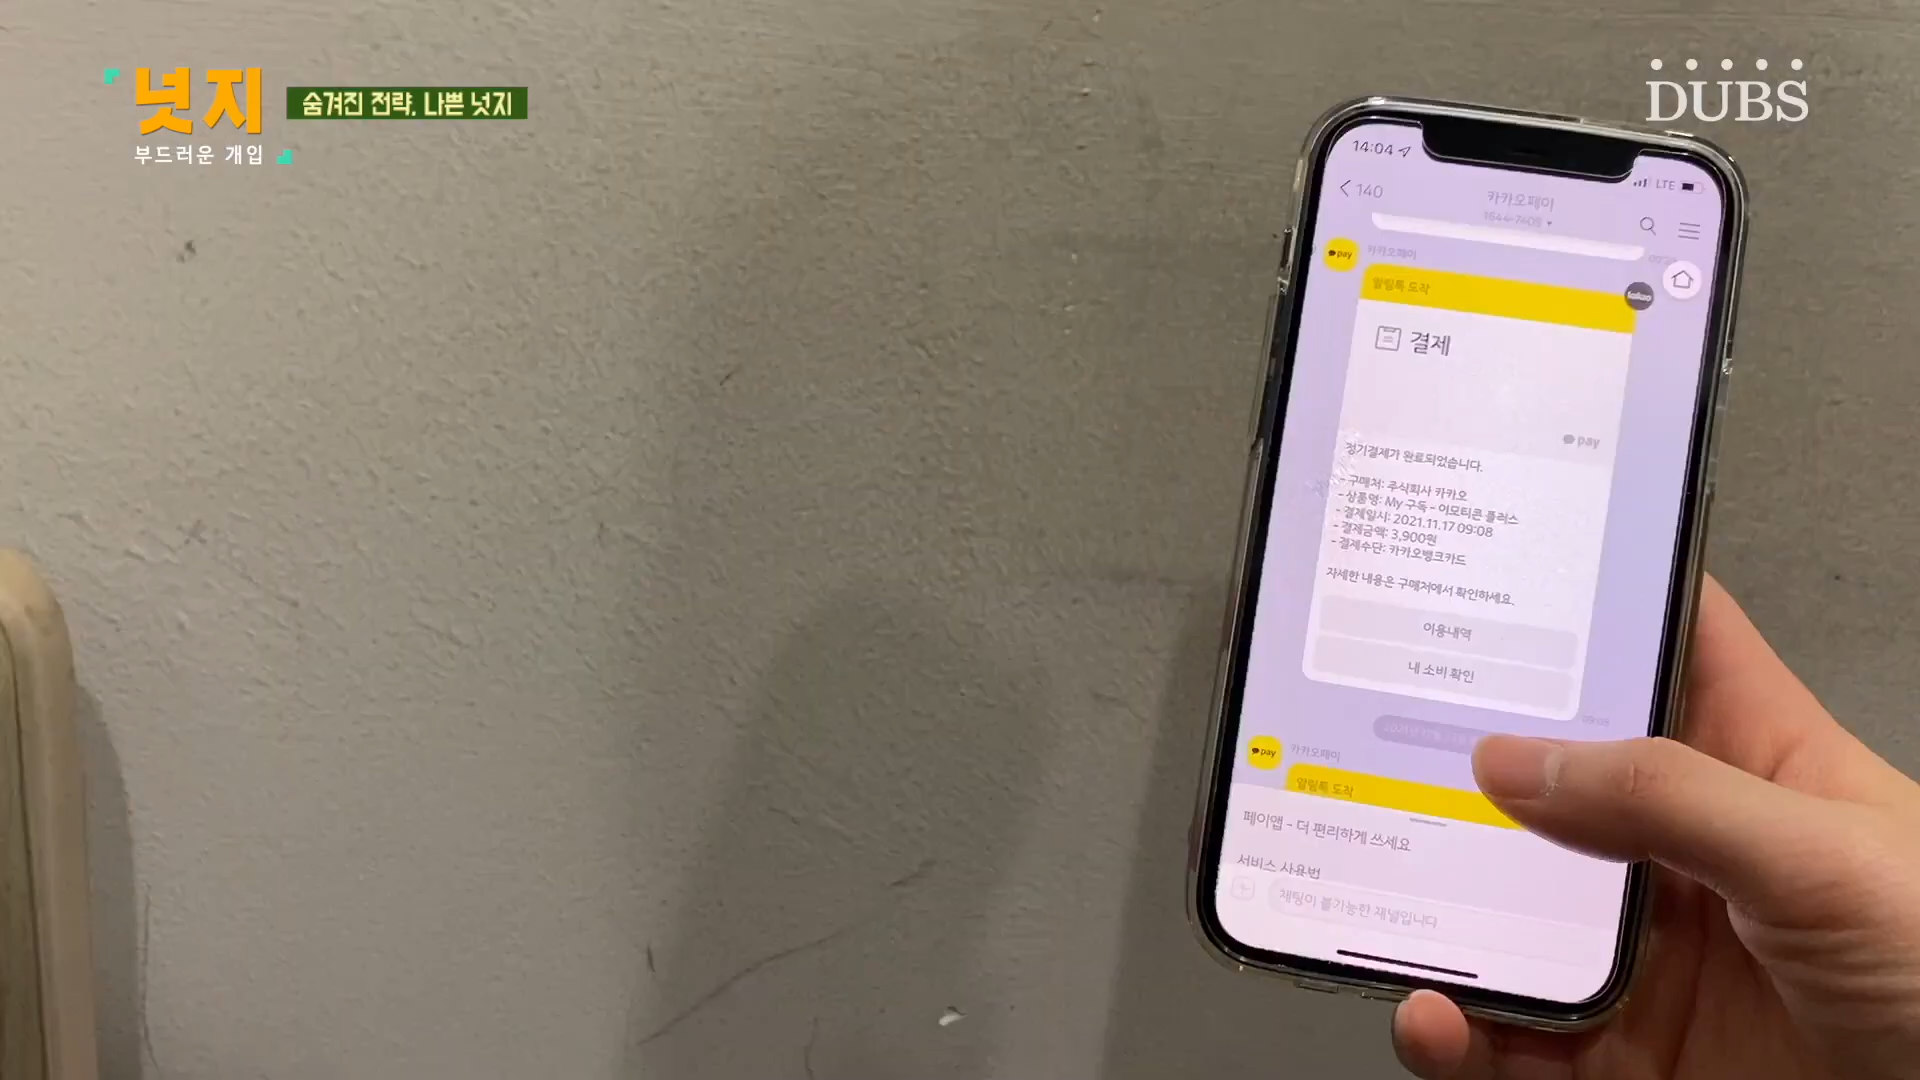 넛지
부드러운 개입
숨겨진 전략, 나쁜 넛지
DUBS
14:04
LTE
140
카카오페이
1644-7405
pay
카카오페이
알림톡 도착
결제
pay
정기결제가 완료되었습니다.
- 구매처: 주식회사 카카오
- 상품명: My 구독 - 이모티콘 플러스
- 결제일시: 2021.11.17 09:08
- 결제금액: 3,900원
- 결제수단: 카카오뱅크카드
자세한 내용은 구매처에서 확인하세요.
이용내역
내 소비 확인
09:08
pay
카카오페이
알림톡 도착
페이앱 - 더 편리하게 쓰세요
서비스 사용법
채팅이 불가능한 채널입니다